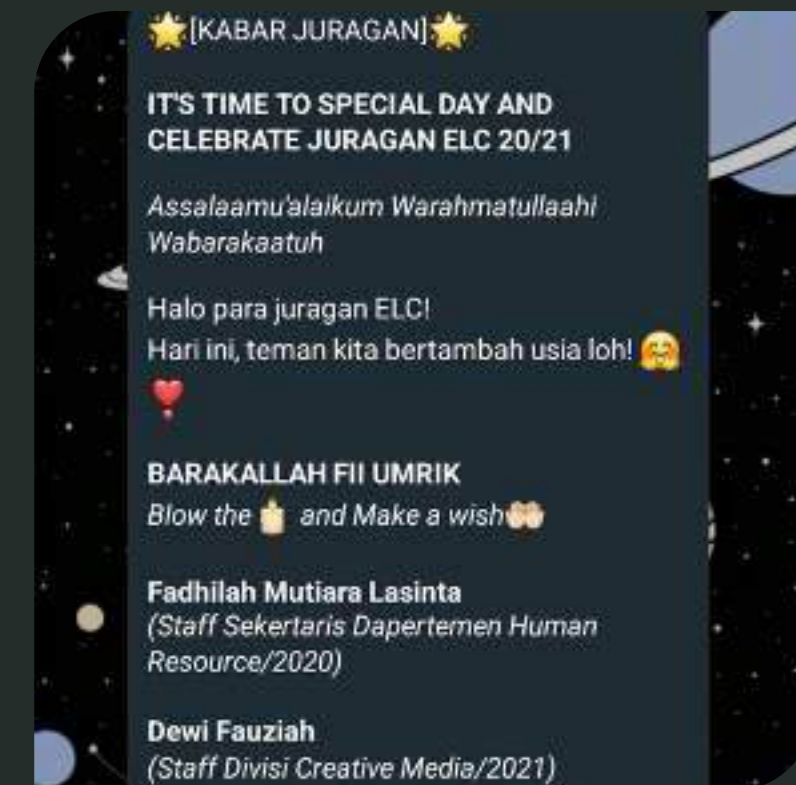 🌟[KABAR JURAGAN]🌟
IT'S TIME TO SPECIAL DAY AND
CELEBRATE JURAGAN ELC 20/21
Assalaamu'alaikum Warahmatullaahi
Wabarakaatuh
Halo para juragan ELC!
Hari ini, teman kita bertambah usia loh! 🤗
❣️
BARAKALLAH FII UMRIK
Blow the 🕯️ and Make a wish🤲🏻
Fadhilah Mutiara Lasinta
(Staff Sekertaris Dapertemen Human
Resource/2020)
Dewi Fauziah
(Staff Divisi Creative Media/2021)